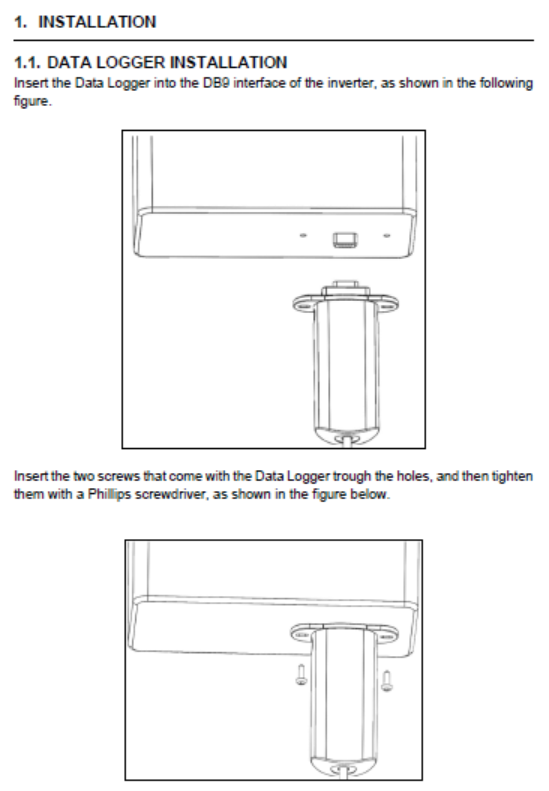 1. INSTALLATION
1.1. DATA LOGGER INSTALLATION
Insert the Data Logger into the DB9 interface of the inverter, as shown in the following
figure.
Insert the two screws that come with the Data Logger trough the holes, and then tighten
them with a Phillips screwdriver, as shown in the figure below.